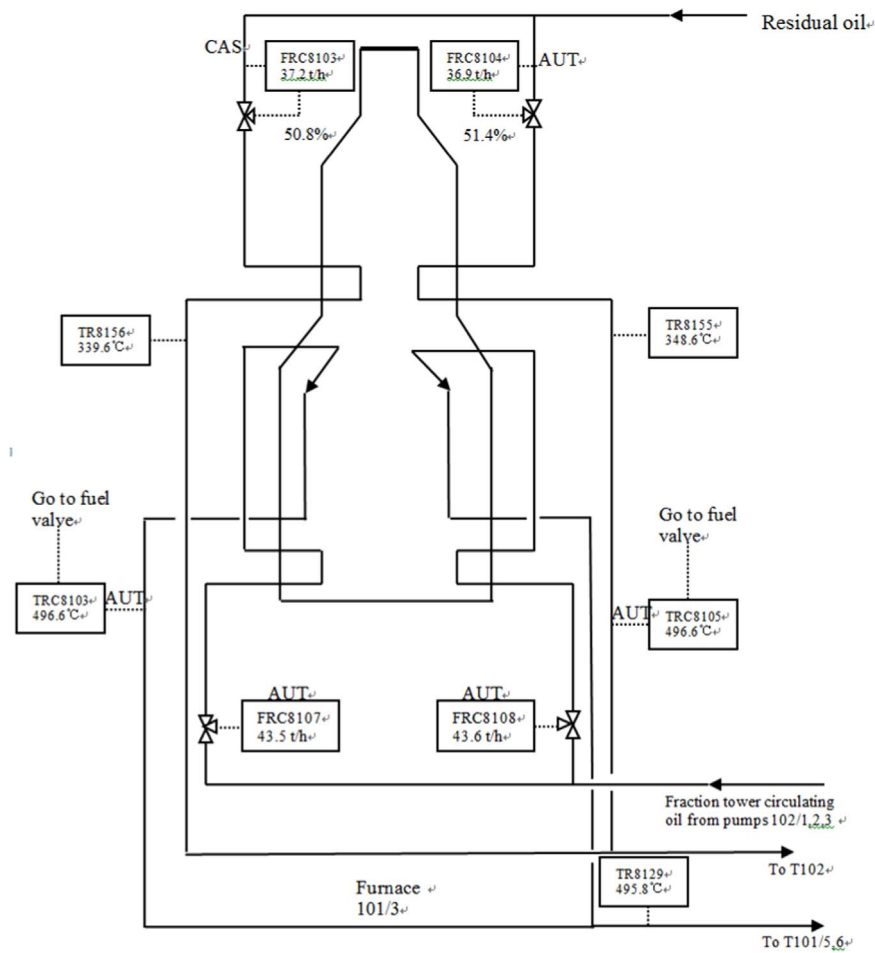 Residual oil
CAS
FRC8103
37.2 t/h
FRC8104
36.9 t/h
AUT
50.8%
51.4%
TR8156
339.6℃
TR8155
348.6℃
Go to fuel
valye
Go to fuel
valve
TRC8103
496.6℃
AUT
AUT
TRC8105
496.6℃
AUT
FRC8107
43.5 t/h
AUT
FRC8108
43.6 t/h
Fraction tower circulating
oil from pumps 102/1,2,3
To T102
TR8129
495.8℃
Furnace
101/3
To T101/5,6